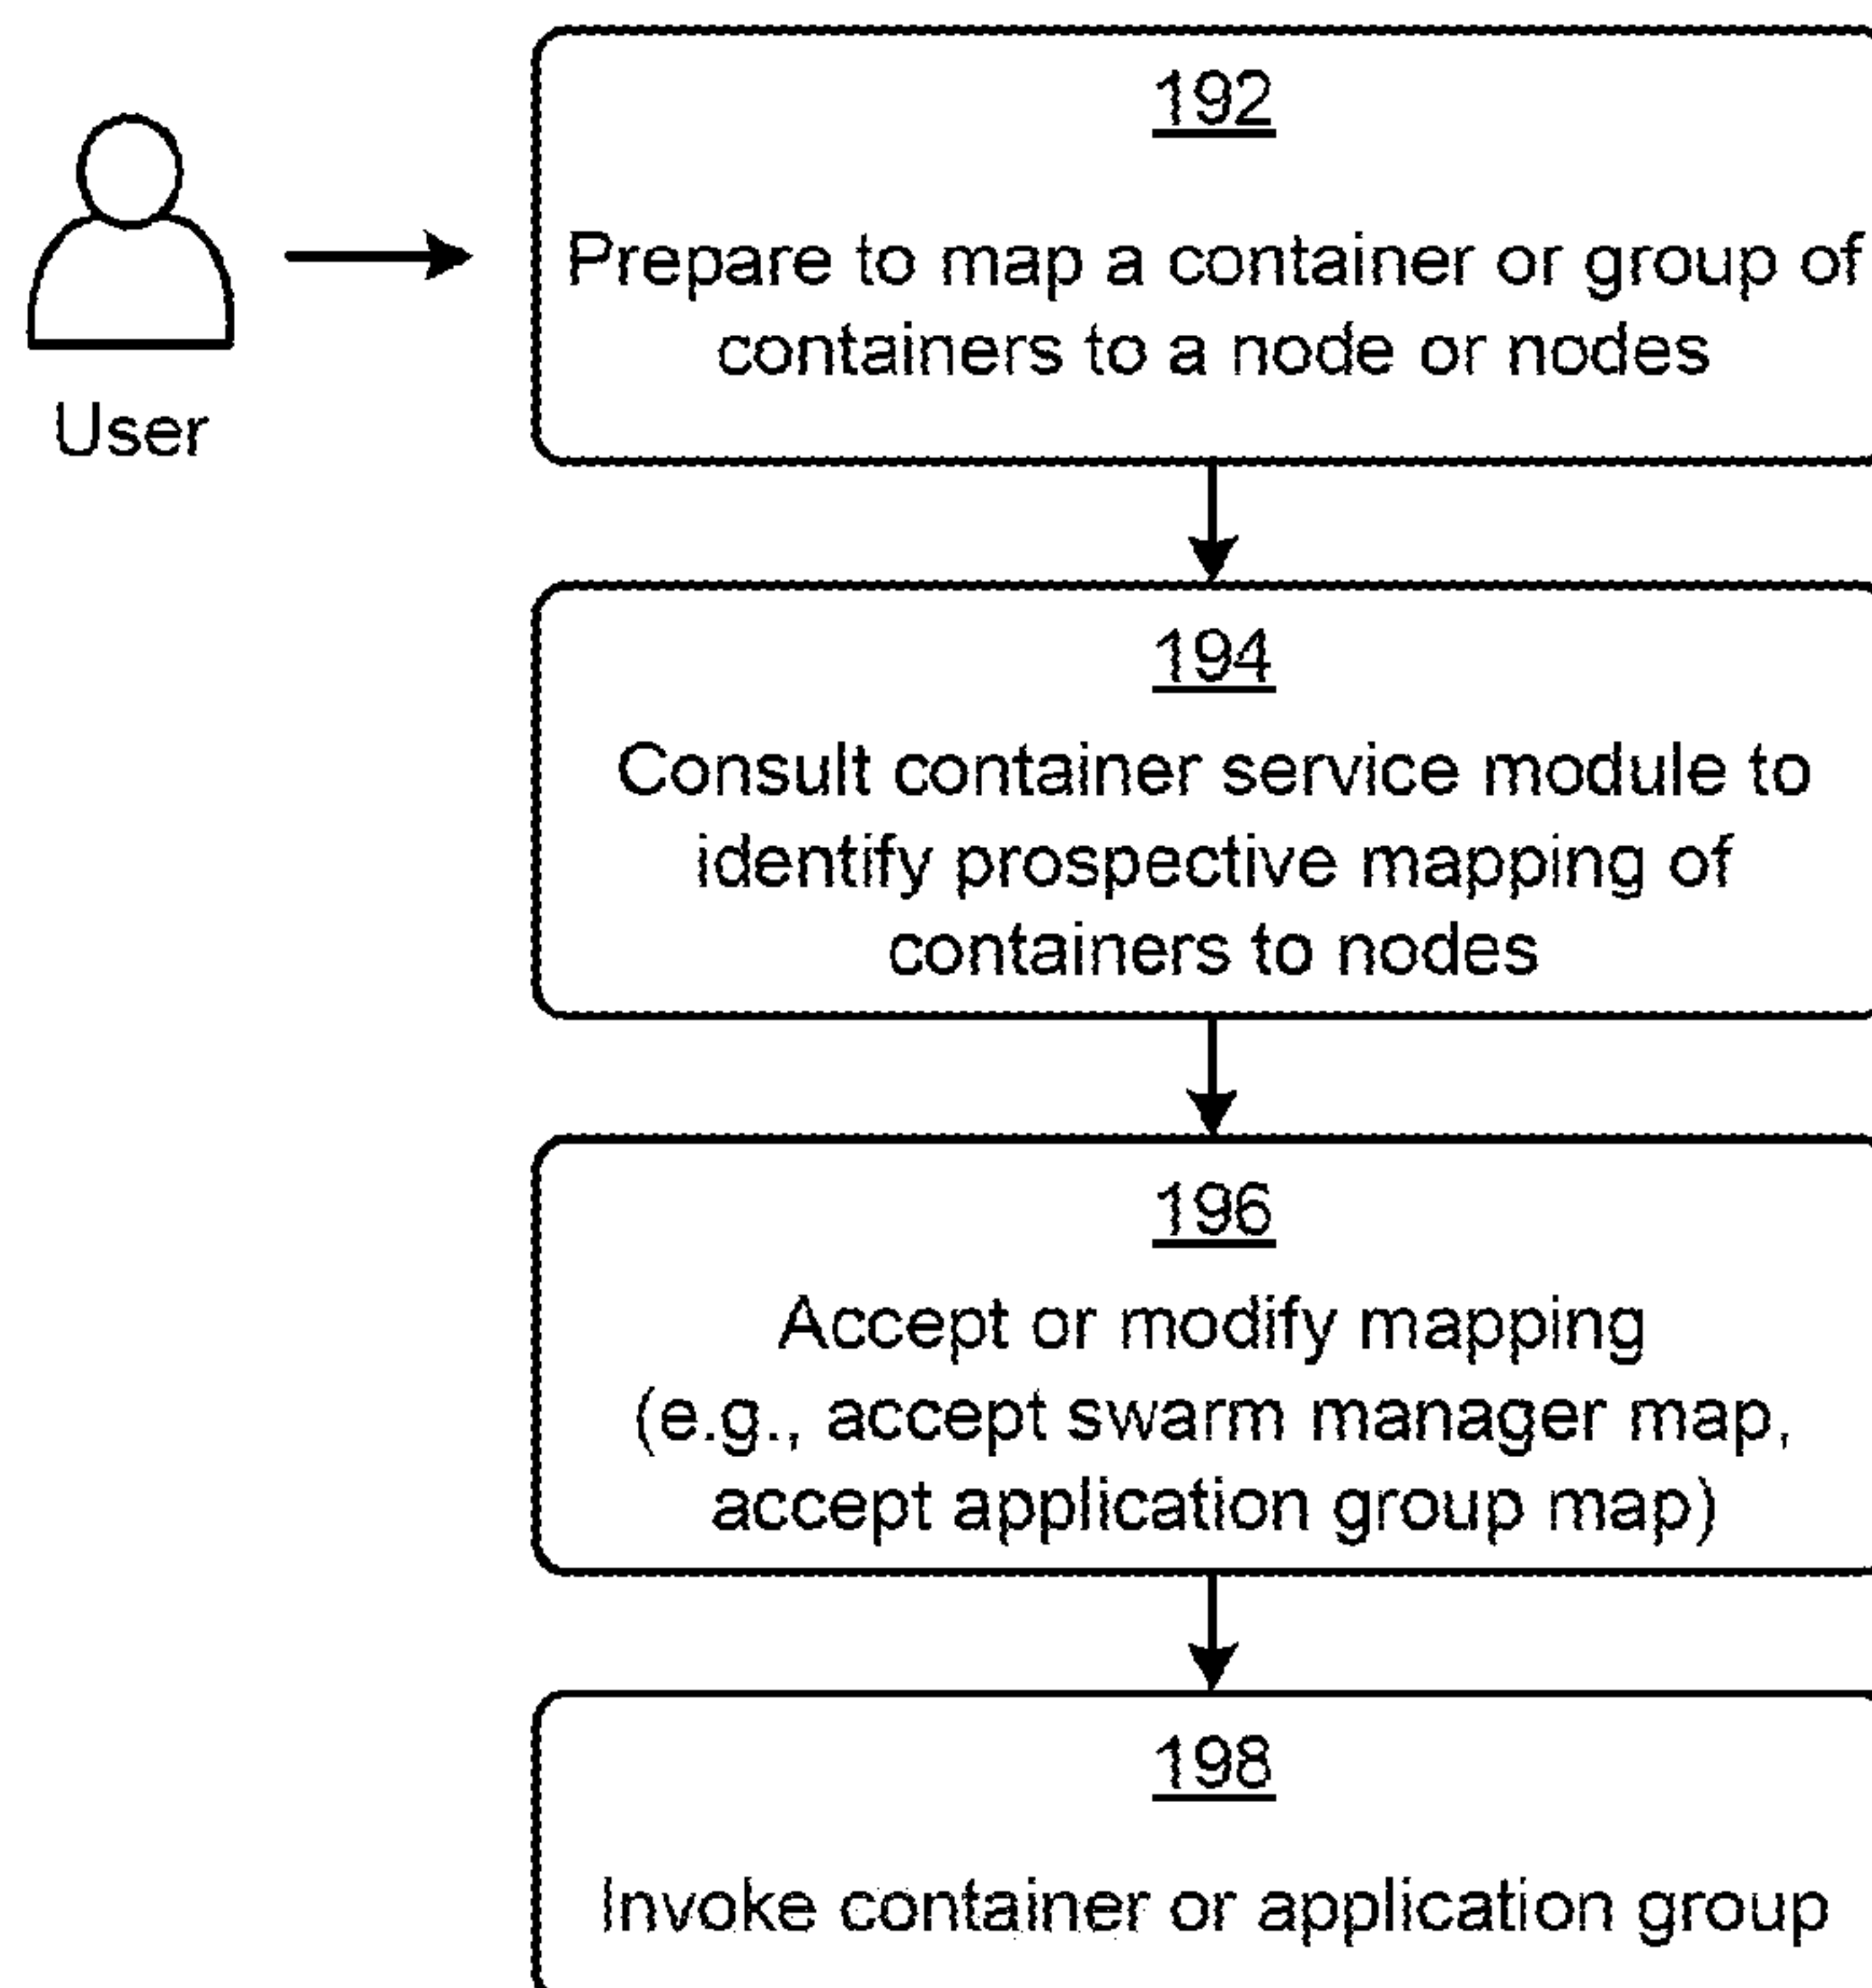 192
Prepare to map a container or group of
containers to a node or nodes
User
194
Consult container service module to
identify prospective mapping of
containers to nodes
196
Accept or modify mapping
(e.g., accept swarm manager map,
accept application group map)
198
Invoke container or application group